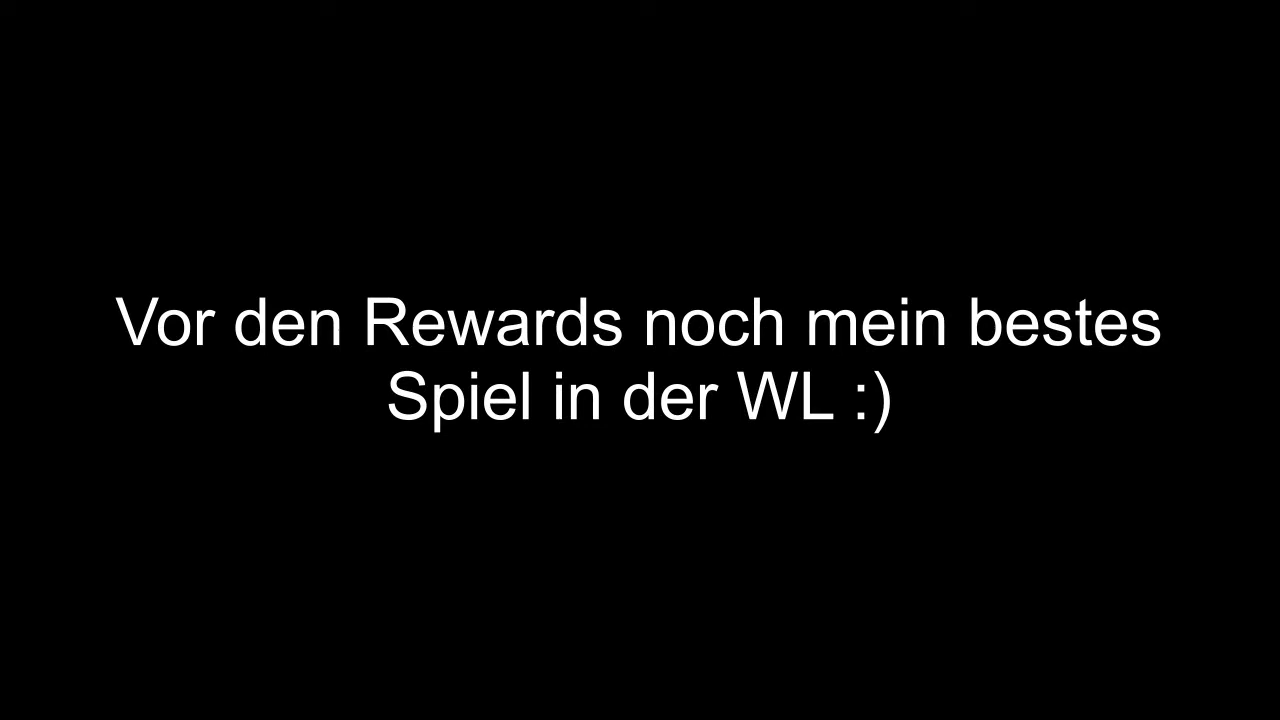 Vor den Rewards noch mein bestes
Spiel in der WL :)